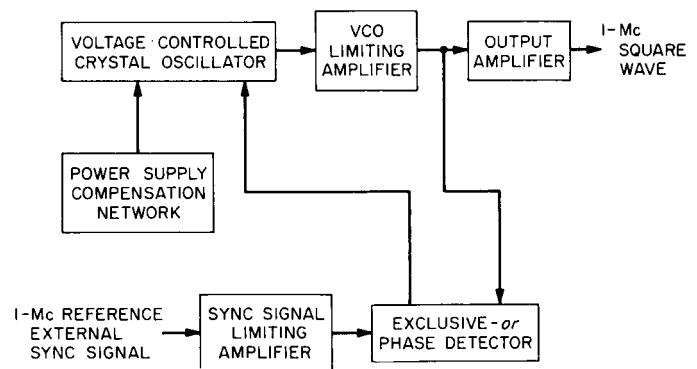 VOLTAGE CONTROLLED
CRYSTAL OSCILLATOR
VCO
LIMITING
AMPLIFIER
OUTPUT
AMPLIFIER
1-Mc
SQUARE
WAVE
POWER SUPPLY
COMPENSATION
NETWORK
1-Mc REFERENCE
EXTERNAL
SYNC SIGNAL
SYNC SIGNAL
LIMITING
AMPLIFIER
EXCLUSIVE-or
PHASE DETECTOR